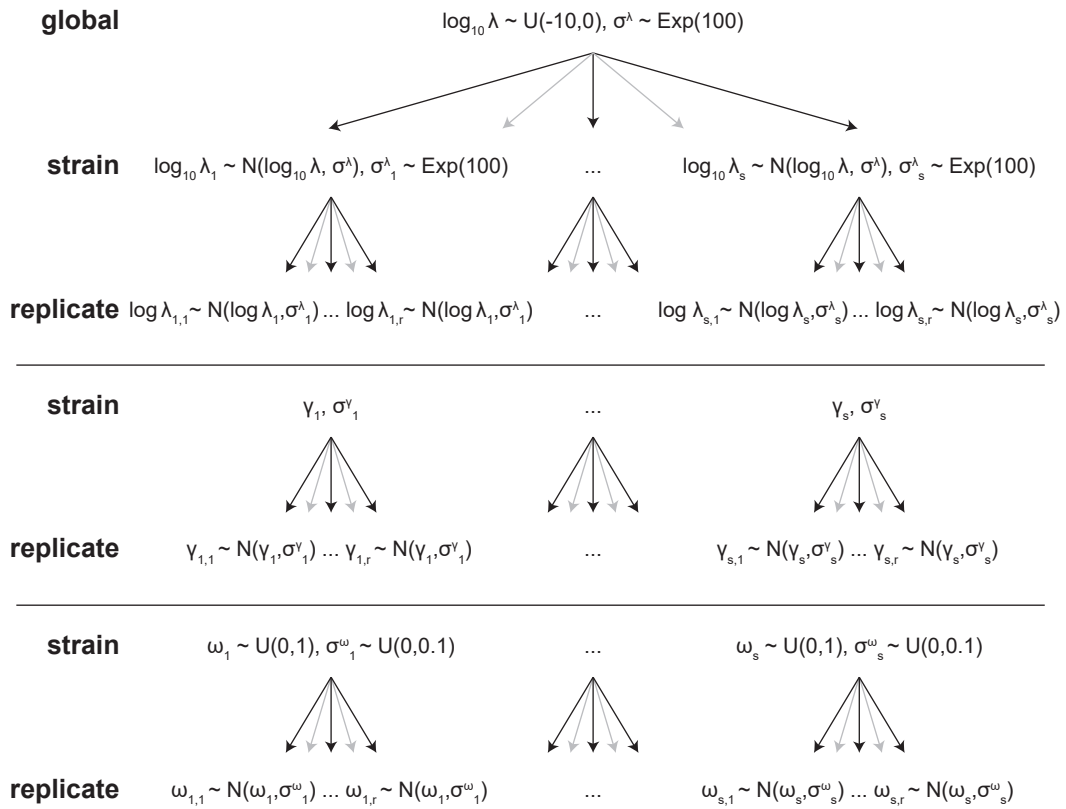 global log₁₀ λ ~ U(-10,0), σ^λ ~ Exp(100)
strain log₁₀ λ₁ ~ N(log₁₀ λ, σ^λ), σ^λ₁ ~ Exp(100) ... log₁₀ λₛ ~ N(log₁₀ λ, σ^λ), σ^λₛ ~ Exp(100)
replicate log λ₁,₁ ~ N(log λ₁,σ^λ₁) ... log λ₁,ᵣ ~ N(log λ₁,σ^λ₁) ... log λₛ,₁ ~ N(log λₛ,σ^λₛ) ... log λₛ,ᵣ ~ N(log λₛ,σ^λₛ)
strain γ₁, σ^γ₁ ... γₛ, σ^γₛ
replicate γ₁,₁ ~ N(γ₁,σ^γ₁) ... γ₁,ᵣ ~ N(γ₁,σ^γ₁) ... γₛ,₁ ~ N(γₛ,σ^γₛ) ... γₛ,ᵣ ~ N(γₛ,σ^γₛ)
strain ω₁ ~ U(0,1), σ^ω₁ ~ U(0,0.1) ... ωₛ ~ U(0,1), σ^ωₛ ~ U(0,0.1)
replicate ω₁,₁ ~ N(ω₁,σ^ω₁) ... ω₁,ᵣ ~ N(ω₁,σ^ω₁) ... ωₛ,₁ ~ N(ωₛ,σ^ωₛ) ... ωₛ,ᵣ ~ N(ωₛ,σ^ωₛ)